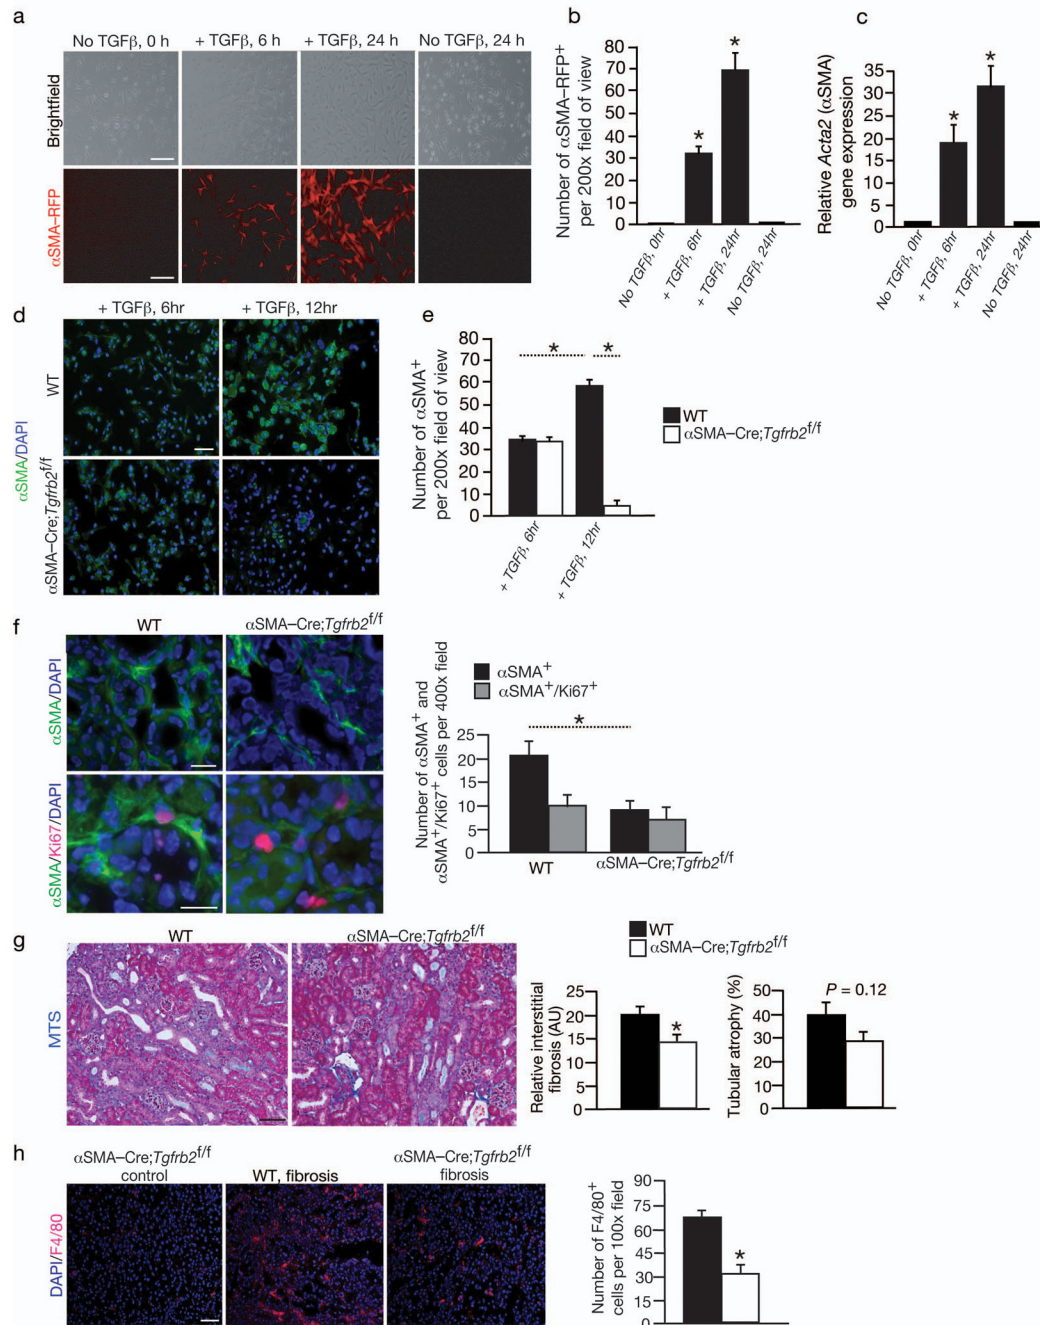 a
No TGFβ, 0 h
+ TGFβ, 6 h
+ TGFβ, 24 h
No TGFβ, 24 h
Brightfield
αSMA–RFP
b
Number of αSMA–RFP+
per 200x field of view
80
70
60
50
40
30
20
10
0
*
*
No TGFβ, 0hr
+ TGFβ, 6hr
+ TGFβ, 24hr
No TGFβ, 24hr
c
Relative Acta2 (αSMA)
gene expression
35
30
25
20
15
10
5
0
*
*
No TGFβ, 0hr
+ TGFβ, 6hr
+ TGFβ, 24hr
No TGFβ, 24hr
d
+ TGFβ, 6hr
+ TGFβ, 12hr
αSMA/DAPI
WT
αSMA–Cre;Tgfrb2f/f
e
Number of αSMA+
per 200x field of view
80
70
60
50
40
30
20
10
0
*
*
+ TGFβ, 6hr
+ TGFβ, 12hr
WT
αSMA–Cre;Tgfrb2f/f
f
WT
αSMA–Cre;Tgfrb2f/f
αSMA/DAPI
αSMA/Ki67/DAPI
αSMA+
αSMA+/Ki67+
Number of αSMA+ and
αSMA+/Ki67+ cells per 400x field
25
20
15
10
5
0
*
WT
αSMA–Cre;Tgfrb2f/f
g
WT
αSMA–Cre;Tgfrb2f/f
MTS
WT
αSMA–Cre;Tgfrb2f/f
Relative interstitial
fibrosis (AU)
25
20
15
10
5
0
*
Tubular atrophy (%)
50
40
30
20
10
0
P = 0.12
h
αSMA–Cre;Tgfrb2f/f
control
WT, fibrosis
αSMA–Cre;Tgfrb2f/f
fibrosis
DAPI/F4/80
Number of F4/80+
cells per 100x field
90
75
60
45
30
15
0
*